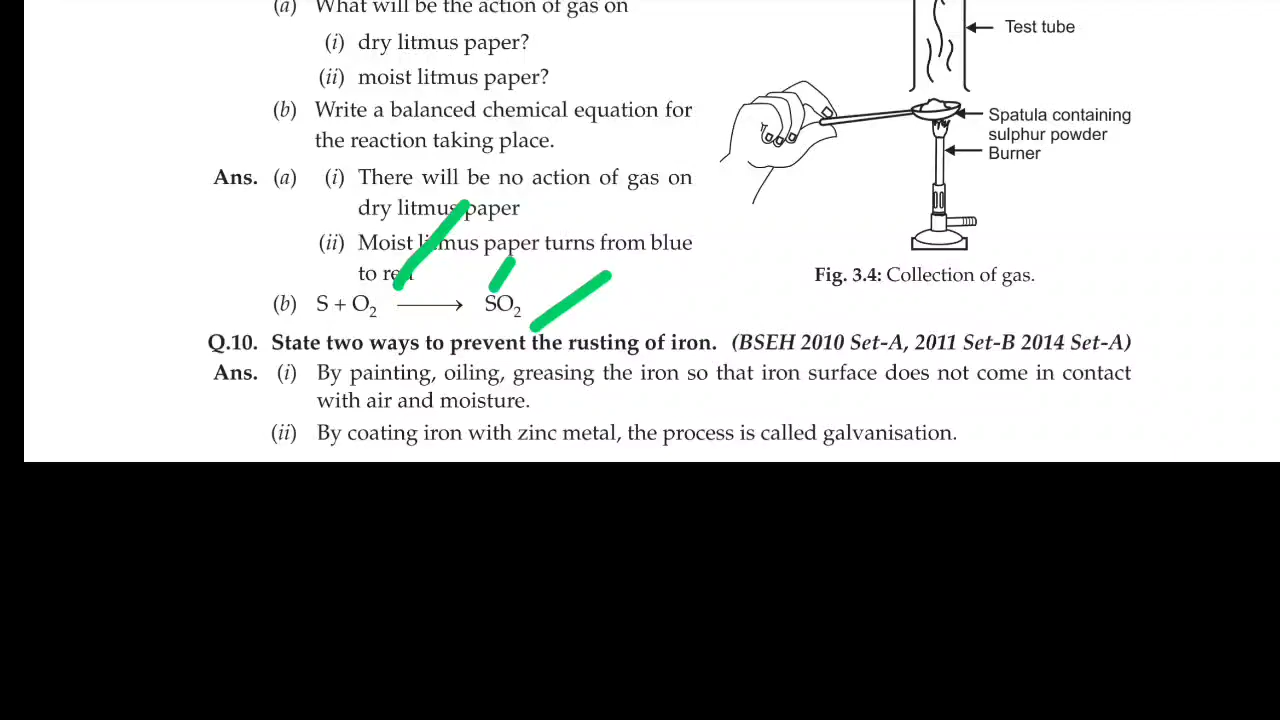 (a) What will be the action of gas on
(i) dry litmus paper?
(ii) moist litmus paper?
(b) Write a balanced chemical equation for
the reaction taking place.
Ans. (a) (i) There will be no action of gas on
dry litmus paper
(ii) Moist litmus paper turns from blue
to red
(b) S + O₂ ⟶ SO₂
Test tube
Spatula containing
sulphur powder
Burner
Fig. 3.4: Collection of gas.
Q.10. State two ways to prevent the rusting of iron. (BSEH 2010 Set-A, 2011 Set-B 2014 Set-A)
Ans. (i) By painting, oiling, greasing the iron so that iron surface does not come in contact
with air and moisture.
(ii) By coating iron with zinc metal, the process is called galvanisation.